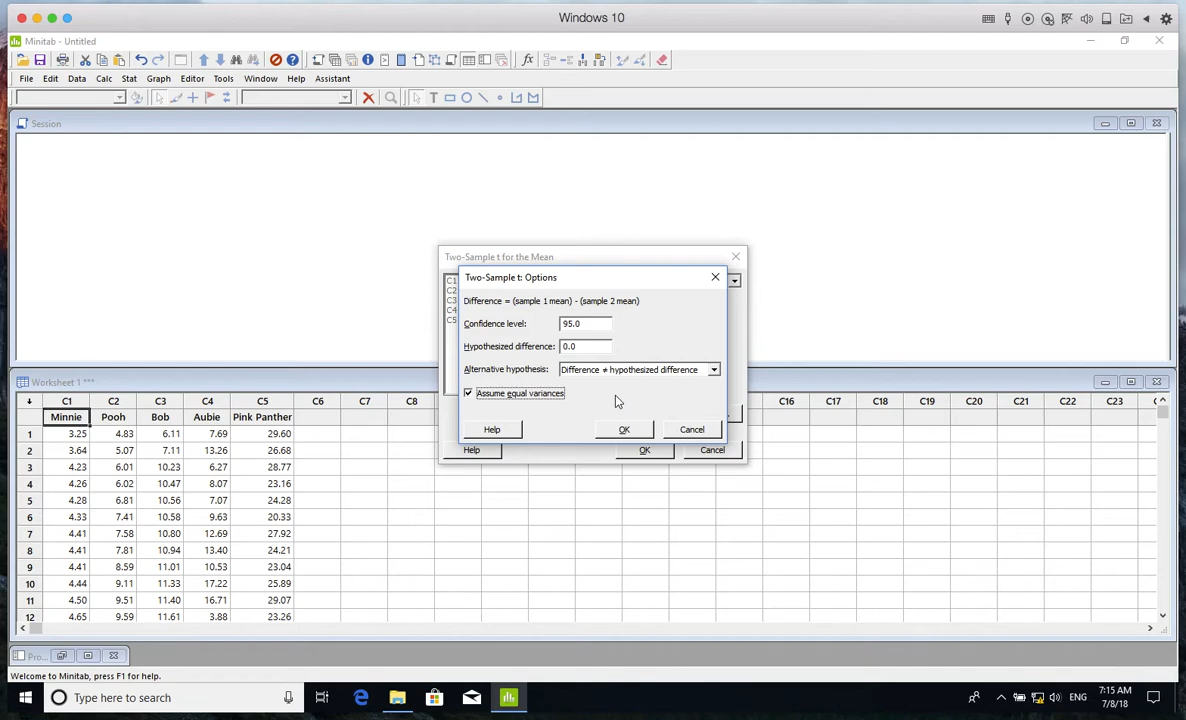 Windows 10
Minitab - Untitled
File Edit Data Calc Stat Graph Editor Tools Window Help Assistant
Session
Two-Sample t for the Mean
Two-Sample t: Options
Difference = (sample 1 mean) - (sample 2 mean)
Confidence level: 95.0
Hypothesized difference: 0.0
Alternative hypothesis: Difference ≠ hypothesized difference
Assume equal variances
Help OK Cancel
Help OK Cancel
C1
C2
C3
C4
C5
Worksheet 1 ***
C1 C2 C3 C4 C5 C6 C7 C8 C16 C17 C18 C19 C20 C21 C22 C23
Minnie Pooh Bob Aubie Pink Panther
1 3.25 4.83 6.11 7.69 29.60
2 3.64 5.07 7.11 13.26 26.68
3 4.23 6.01 10.23 6.27 28.77
4 4.26 6.02 10.47 8.07 23.16
5 4.28 6.81 10.56 7.07 24.28
6 4.33 7.41 10.58 9.63 20.33
7 4.41 7.58 10.80 12.69 27.92
8 4.41 7.81 10.94 13.40 24.21
9 4.41 8.59 11.01 10.53 23.04
10 4.44 9.11 11.33 17.22 25.89
11 4.50 9.51 11.40 16.71 29.07
12 4.65 9.59 11.61 3.88 23.26
Pro...
Welcome to Minitab, press F1 for help.
Type here to search
ENG
7:15 AM
7/8/18